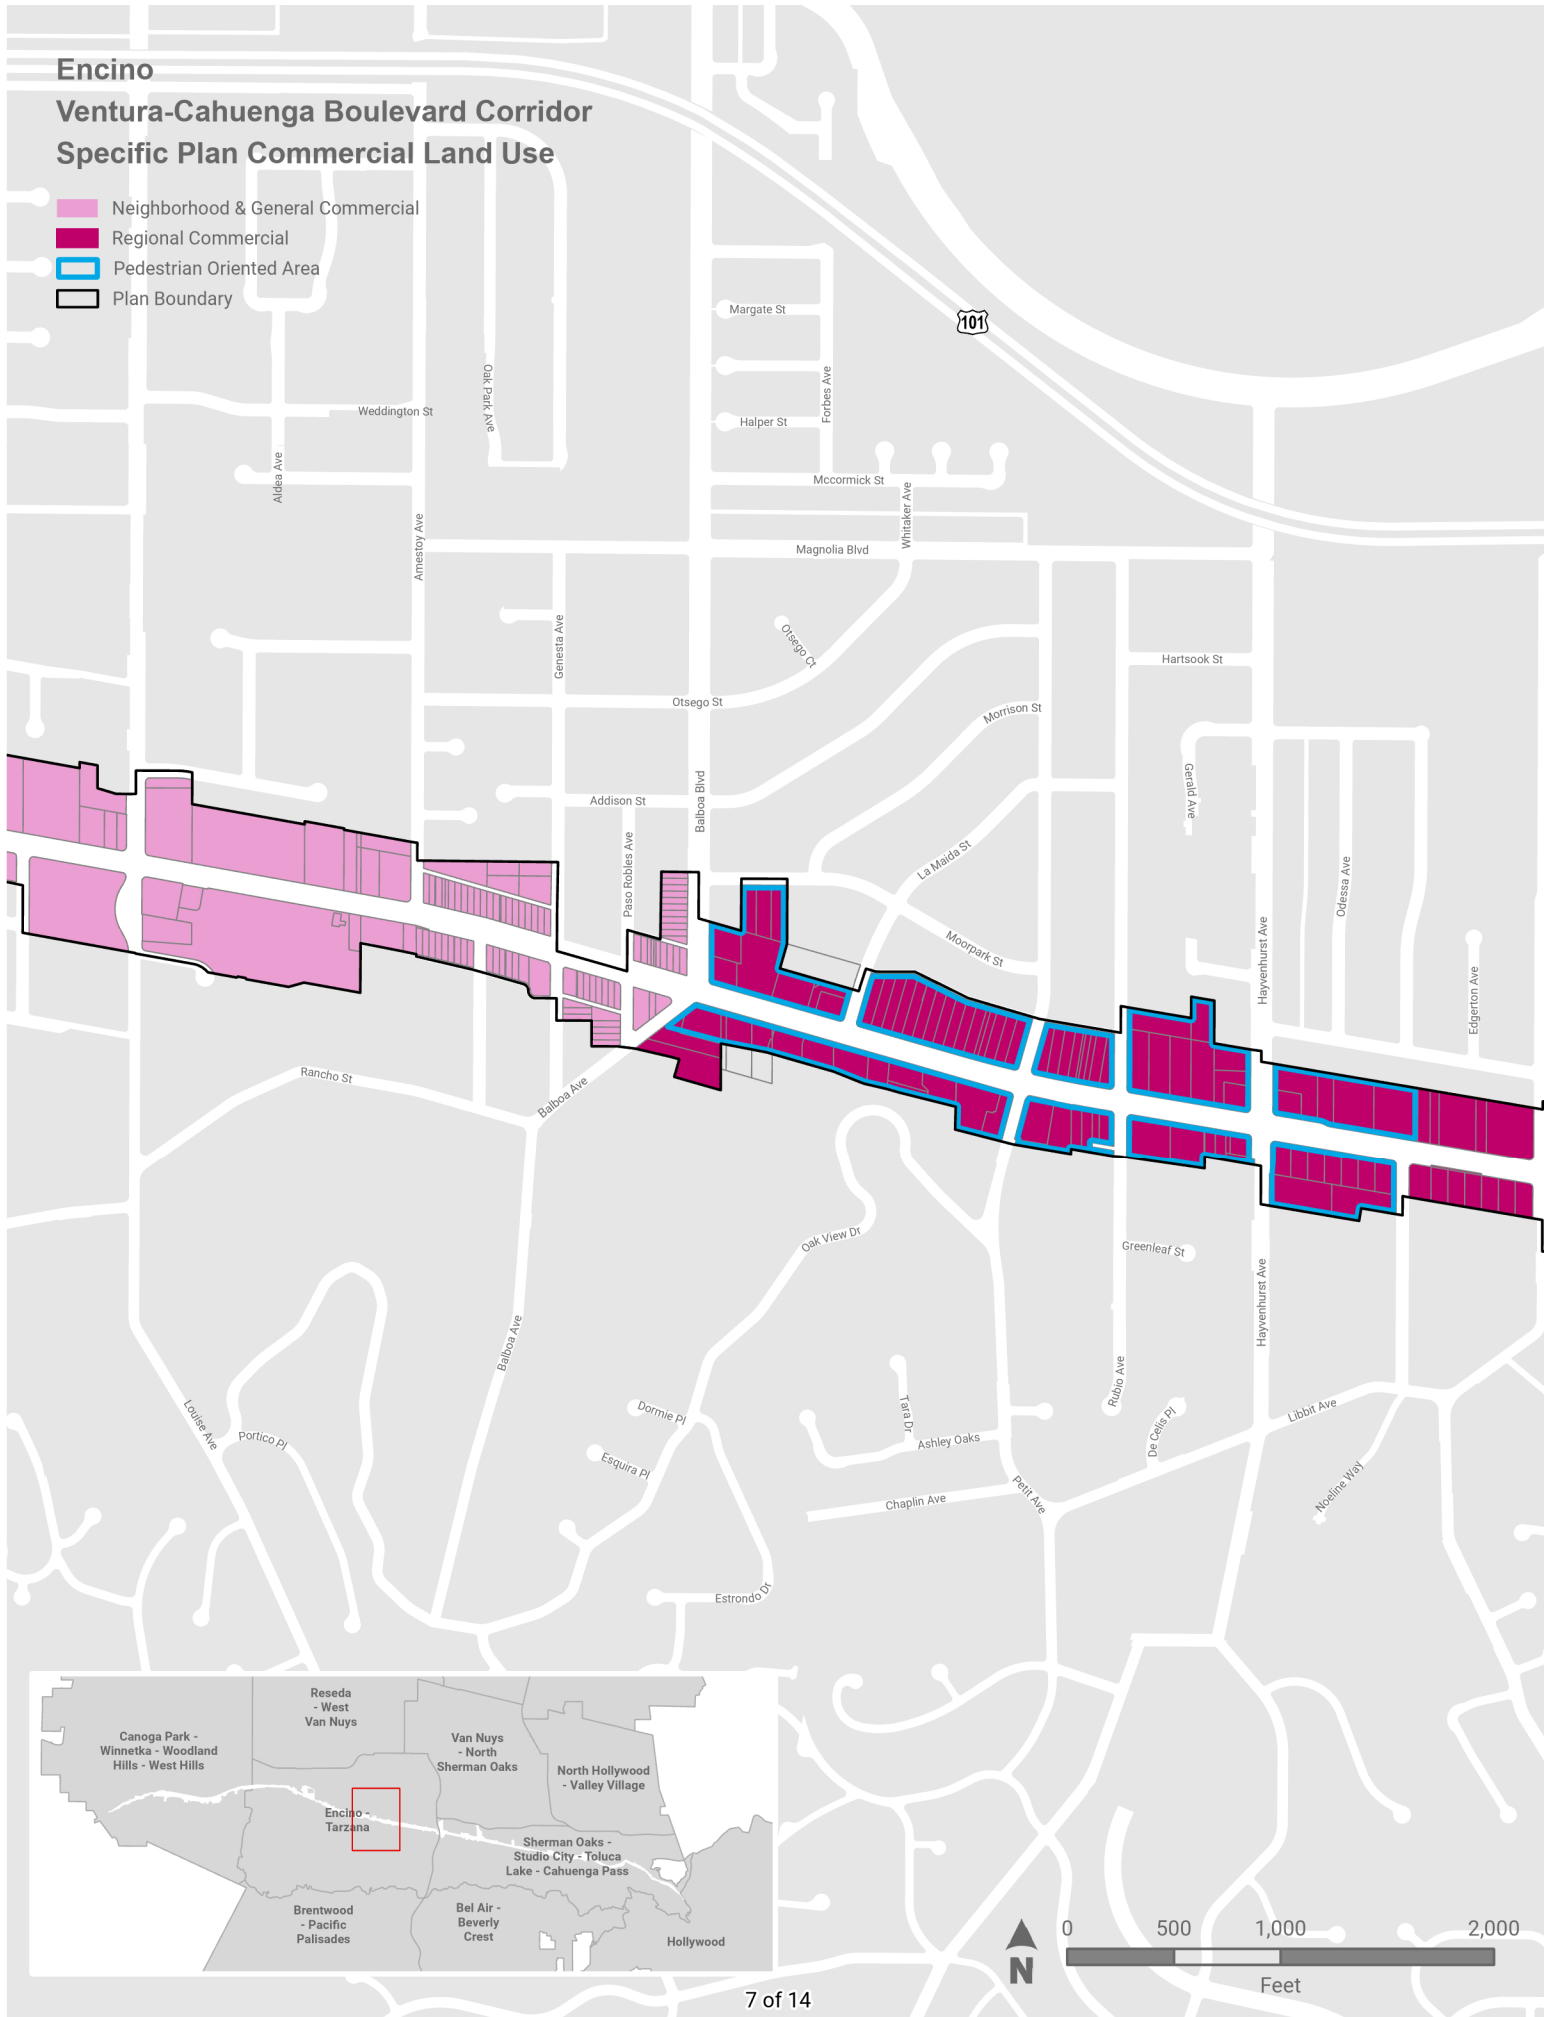 Encino
Ventura-Cahuenga Boulevard Corridor
Specific Plan Commercial Land Use
Neighborhood & General Commercial
Regional Commercial
Pedestrian Oriented Area
Plan Boundary
Margate St
101
Oak Park Ave
Forbes Ave
Weddington St
Halper St
Aldea Ave
Mccormick St
Whitaker Ave
Amestoy Ave
Magnolia Blvd
Genesta Ave
Otsego Ct
Hartsook St
Otsego St
Morrison St
Gerald Ave
Balboa Blvd
Addison St
Paso Robles Ave
La Maida St
Odessa Ave
Moorpark St
Hayvenhurst Ave
Edgerton Ave
Rancho St
Balboa Ave
Oak View Dr
Greenleaf St
Hayvenhurst Ave
Balboa Ave
Rubio Ave
Louise Ave
Portico Pl
Dormie Pl
Tara Dr
De Celis Pl
Libbit Ave
Ashley Oaks
Esquira Pl
Noeline Way
Chaplin Ave
Petit Ave
Estrondo Dr
Reseda
- West
Van Nuys
Canoga Park -
Winnetka - Woodland
Hills - West Hills
Van Nuys
- North
Sherman Oaks
North Hollywood
- Valley Village
Encino -
Tarzana
Sherman Oaks -
Studio City - Toluca
Lake - Cahuenga Pass
Brentwood
- Pacific
Palisades
Bel Air -
Beverly
Crest
Hollywood
N
0 500 1,000 2,000
Feet
7 of 14